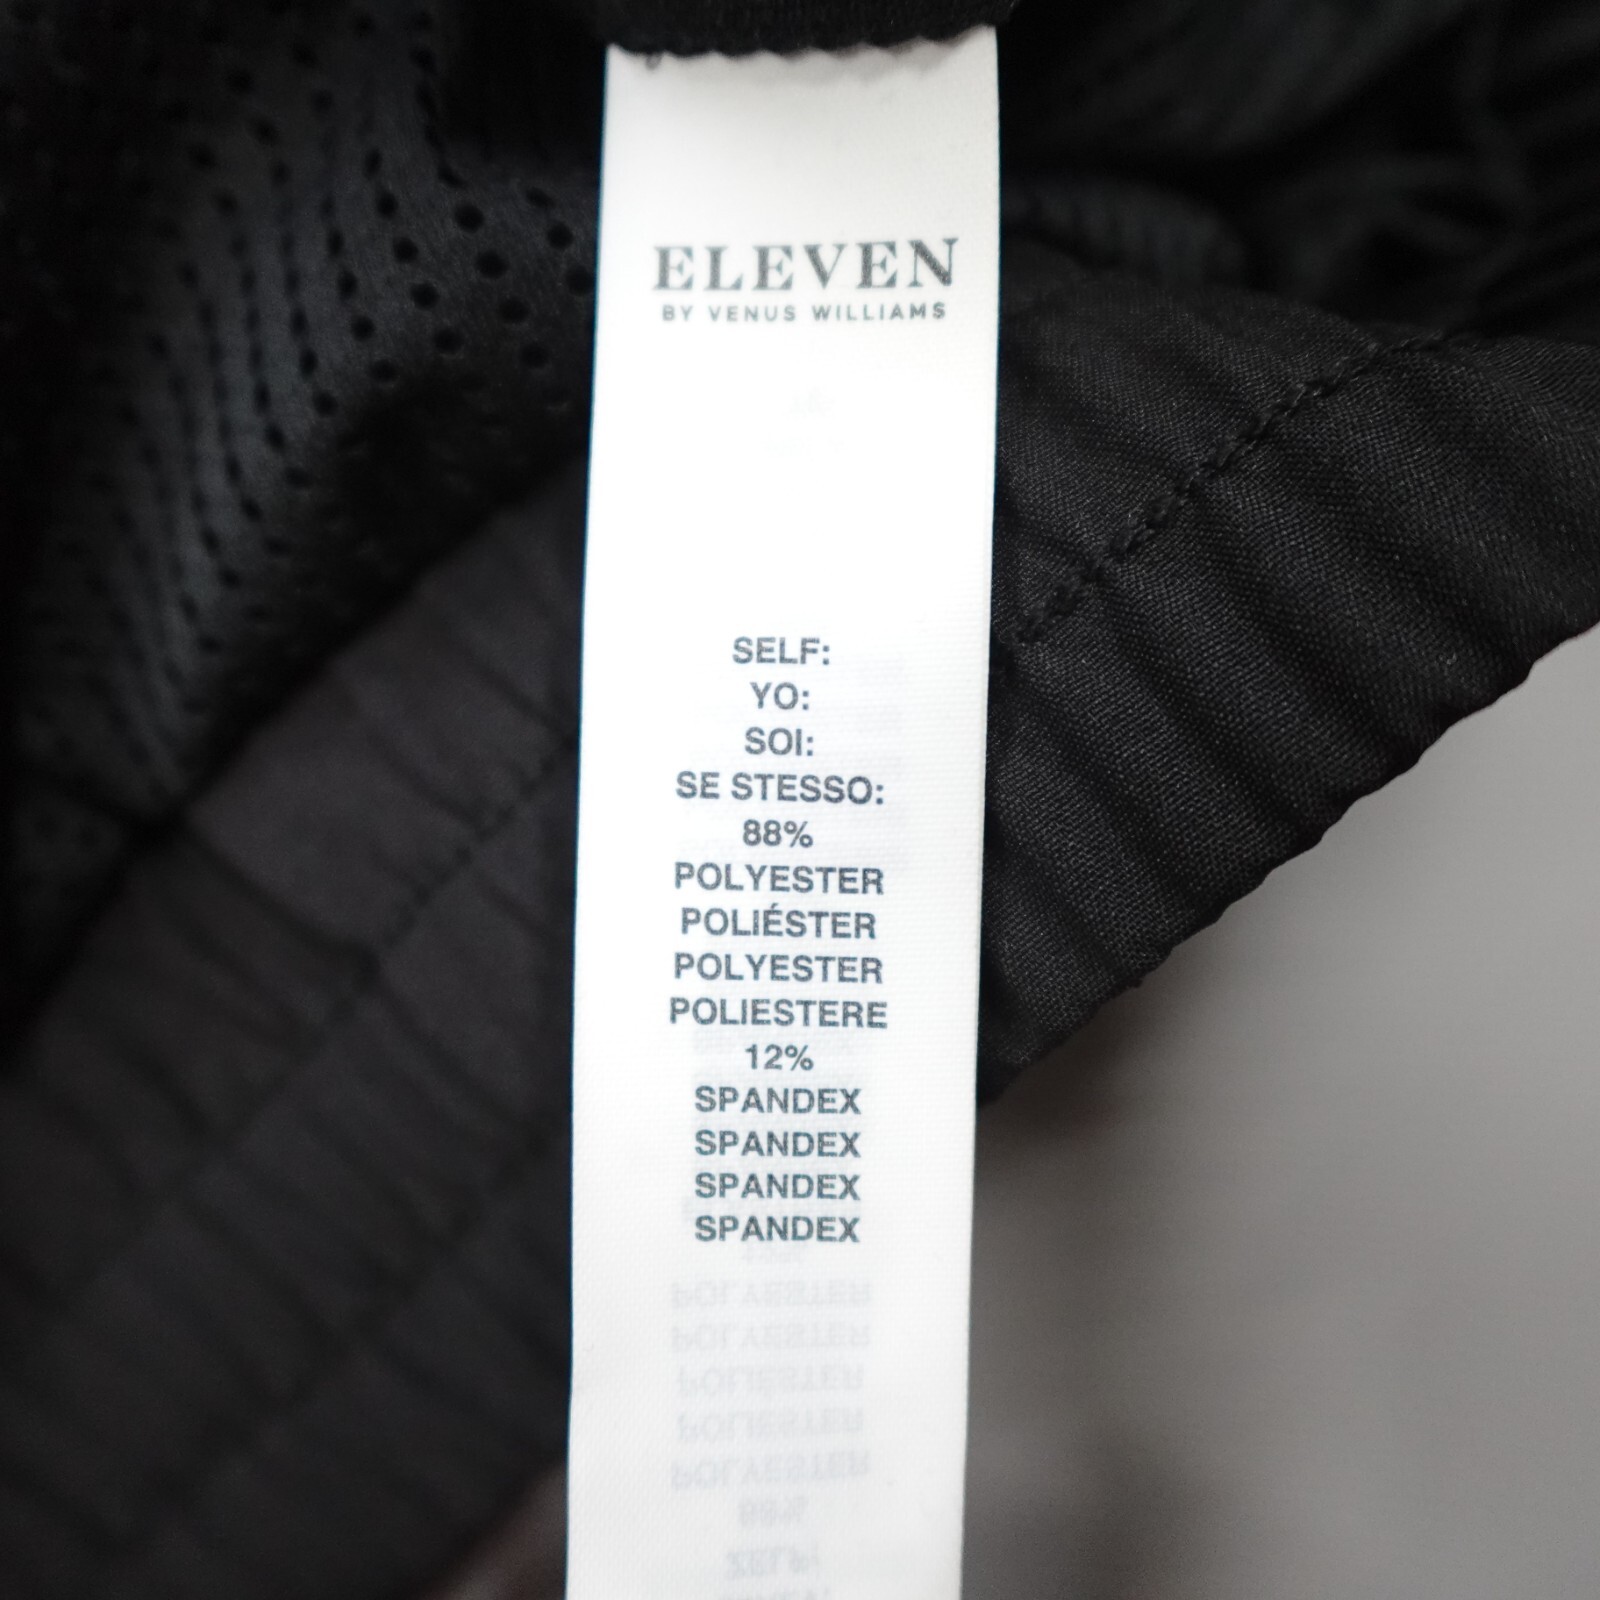 ELEVEN
BY VENUS WILLIAMS
SELF:
YO:
SOI:
SE STESSO:
88%
POLYESTER
POLIÉSTER
POLYESTER
POLIESTERE
12%
SPANDEX
SPANDEX
SPANDEX
SPANDEX